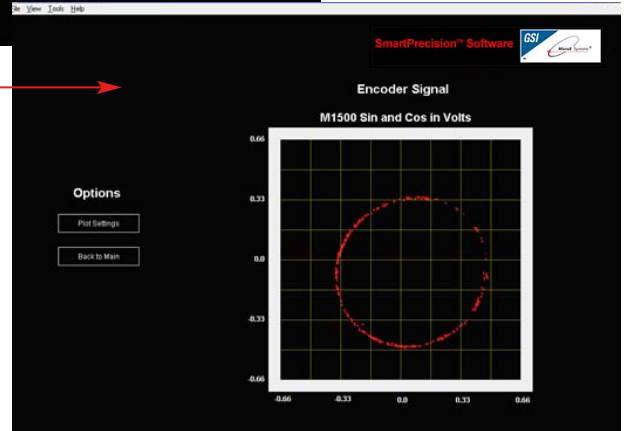 File View Tools Help
SmartPrecision™ Software
GSI
MicroE Systems™
Encoder Signal
M1500 Sin and Cos in Volts
0.66
0.33
Options
Plot Settings
Back to Main
0.0
-0.33
-0.66
-0.66 -0.33 0.0 0.33 0.66